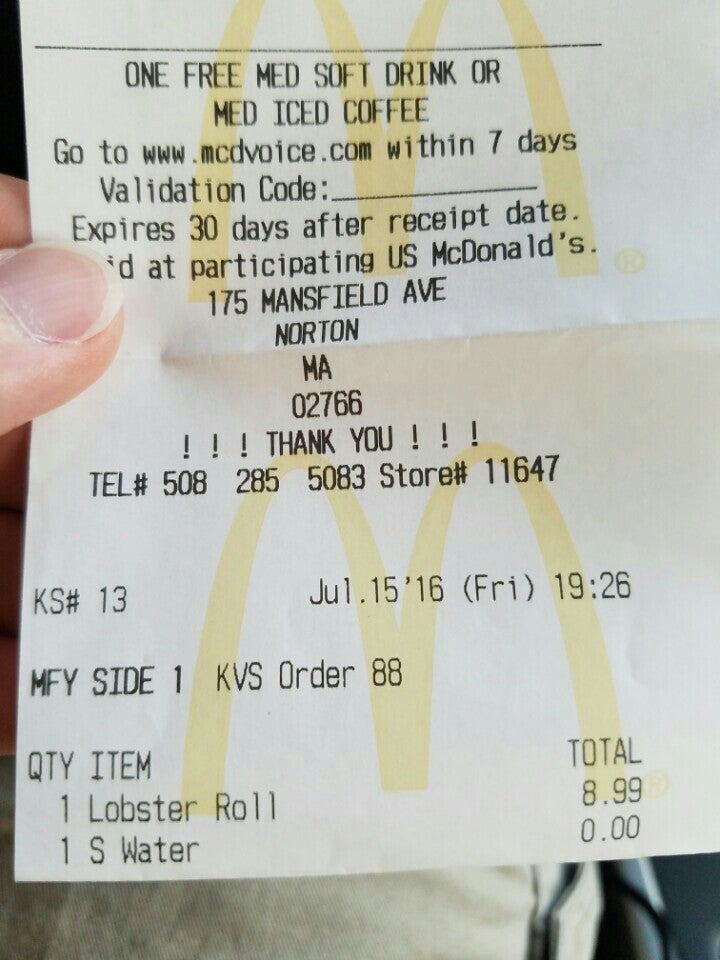 ONE FREE MED SOFT DRINK OR
MED ICED COFFEE
Go to www.mcdvoice.com within 7 days
Validation Code:
Expires 30 days after receipt date.
id at participating US McDonald's.
175 MANSFIELD AVE
NORTON
MA
02766
! ! ! THANK YOU ! ! !
TEL# 508 285 5083 Store# 11647
KS# 13 Jul.15'16 (Fri) 19:26
MFY SIDE 1 KVS Order 88
QTY ITEM TOTAL
1 Lobster Roll 8.99
1 S Water 0.00